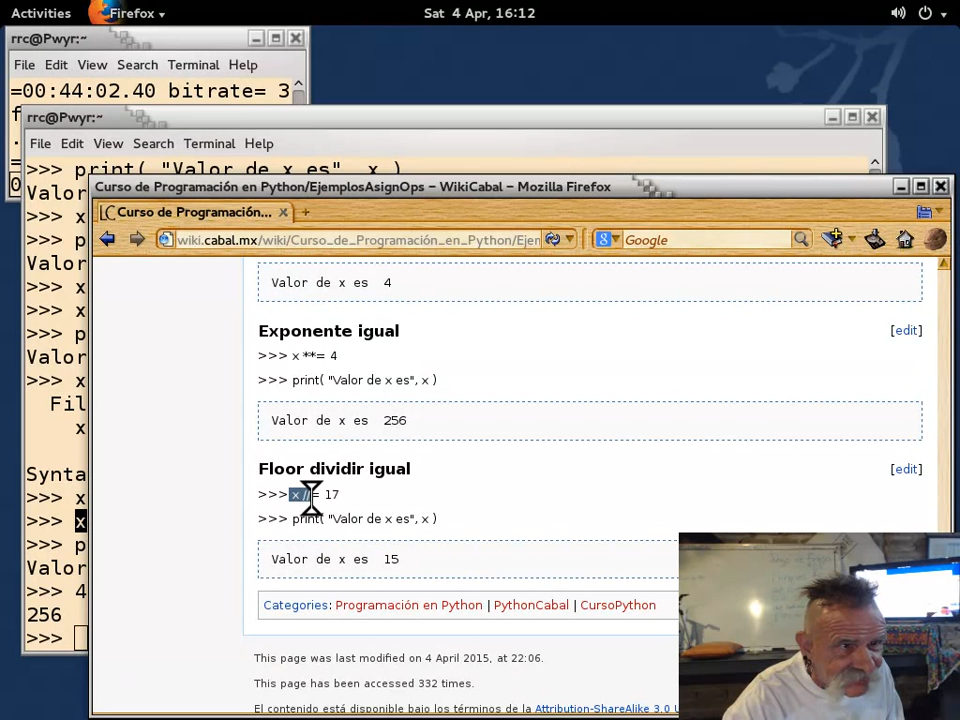 Activities Firefox Sat 4 Apr, 16:12
rrc@Pwyr:~
File Edit View Search Terminal Help
=00:44:02.40 bitrate= 3
rrc@Pwyr:~
File Edit View Search Terminal Help
>>> print( "Valor de x es", x )
Valor
>>> x
>>> p
Valor
>>> x
>>> x
>>> p
Valor
>>> x
Fil
x
Synta
>>> x
>>> x
>>> p
Valor
>>> 4
256
>>>
Curso de Programación en Python/EjemplosAsignOps – WikiCabal – Mozilla Firefox
Curso de Programación...
wiki.cabal.mx/wiki/Curso_de_Programación_en_Python/Ejem
Google
Valor de x es 4
Exponente igual
[edit]
>>> x **= 4
>>> print( "Valor de x es", x )
Valor de x es 256
Floor dividir igual
[edit]
>>> x //= 17
>>> print( "Valor de x es", x )
Valor de x es 15
Categories: Programación en Python | PythonCabal | CursoPython
This page was last modified on 4 April 2015, at 22:06.
This page has been accessed 332 times.
El contenido está disponible bajo los términos de la Attribution-ShareAlike 3.0 U